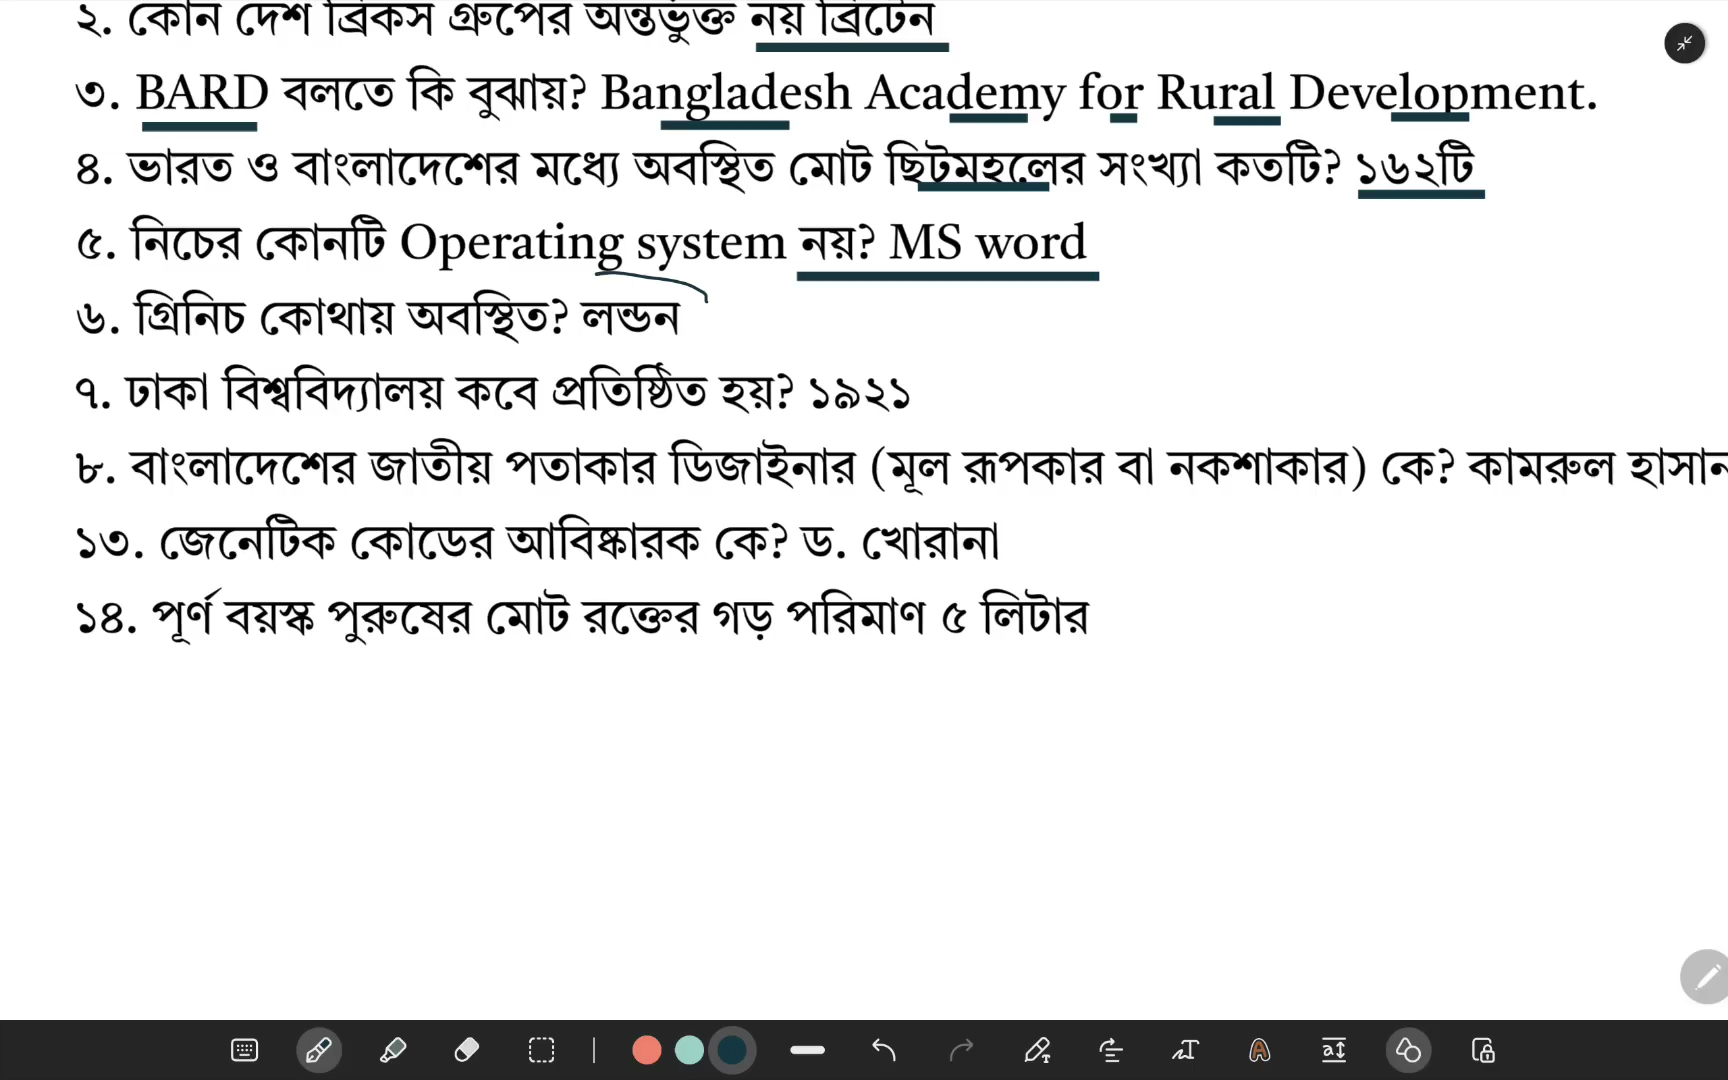 ২. কোন দেশ ব্রিকস গ্রুপের অন্তর্ভুক্ত নয় ব্রিটেন
৩. BARD বলতে কি বুঝায়? Bangladesh Academy for Rural Development.
৪. ভারত ও বাংলাদেশের মধ্যে অবস্থিত মোট ছিটমহলের সংখ্যা কতটি? ১৬২টি
৫. নিচের কোনটি Operating system নয়? MS word
৬. গ্রিনিচ কোথায় অবস্থিত? লন্ডন
৭. ঢাকা বিশ্ববিদ্যালয় কবে প্রতিষ্ঠিত হয়? ১৯২১
৮. বাংলাদেশের জাতীয় পতাকার ডিজাইনার (মূল রূপকার বা নকশাকার) কে? কামরুল হাসান
১৩. জেনেটিক কোডের আবিষ্কারক কে? ড. খোরানা
১৪. পূর্ণ বয়স্ক পুরুষের মোট রক্তের গড় পরিমাণ ৫ লিটার